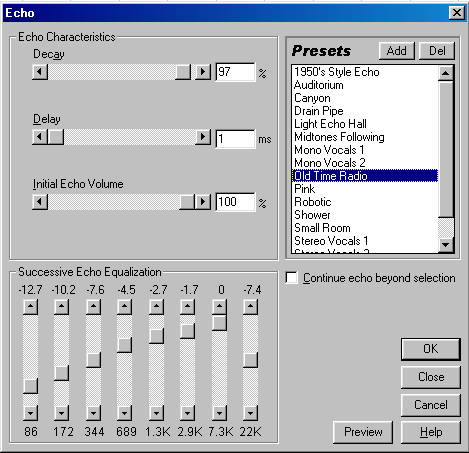 Echo
Echo Characteristics
Decay
97 %
Delay
1 ms
Initial Echo Volume
100 %
Presets
Add
Del
1950's Style Echo
Auditorium
Canyon
Drain Pipe
Light Echo Hall
Midtones Following
Mono Vocals 1
Mono Vocals 2
Old Time Radio
Pink
Robotic
Shower
Small Room
Stereo Vocals 1
Stereo Vocals 2
Continue echo beyond selection
Successive Echo Equalization
-12.7 -10.2 -7.6 -4.5 -2.7 -1.7 0 -7.4
86 172 344 689 1.3K 2.9K 7.3K 22K
OK
Close
Cancel
Preview
Help